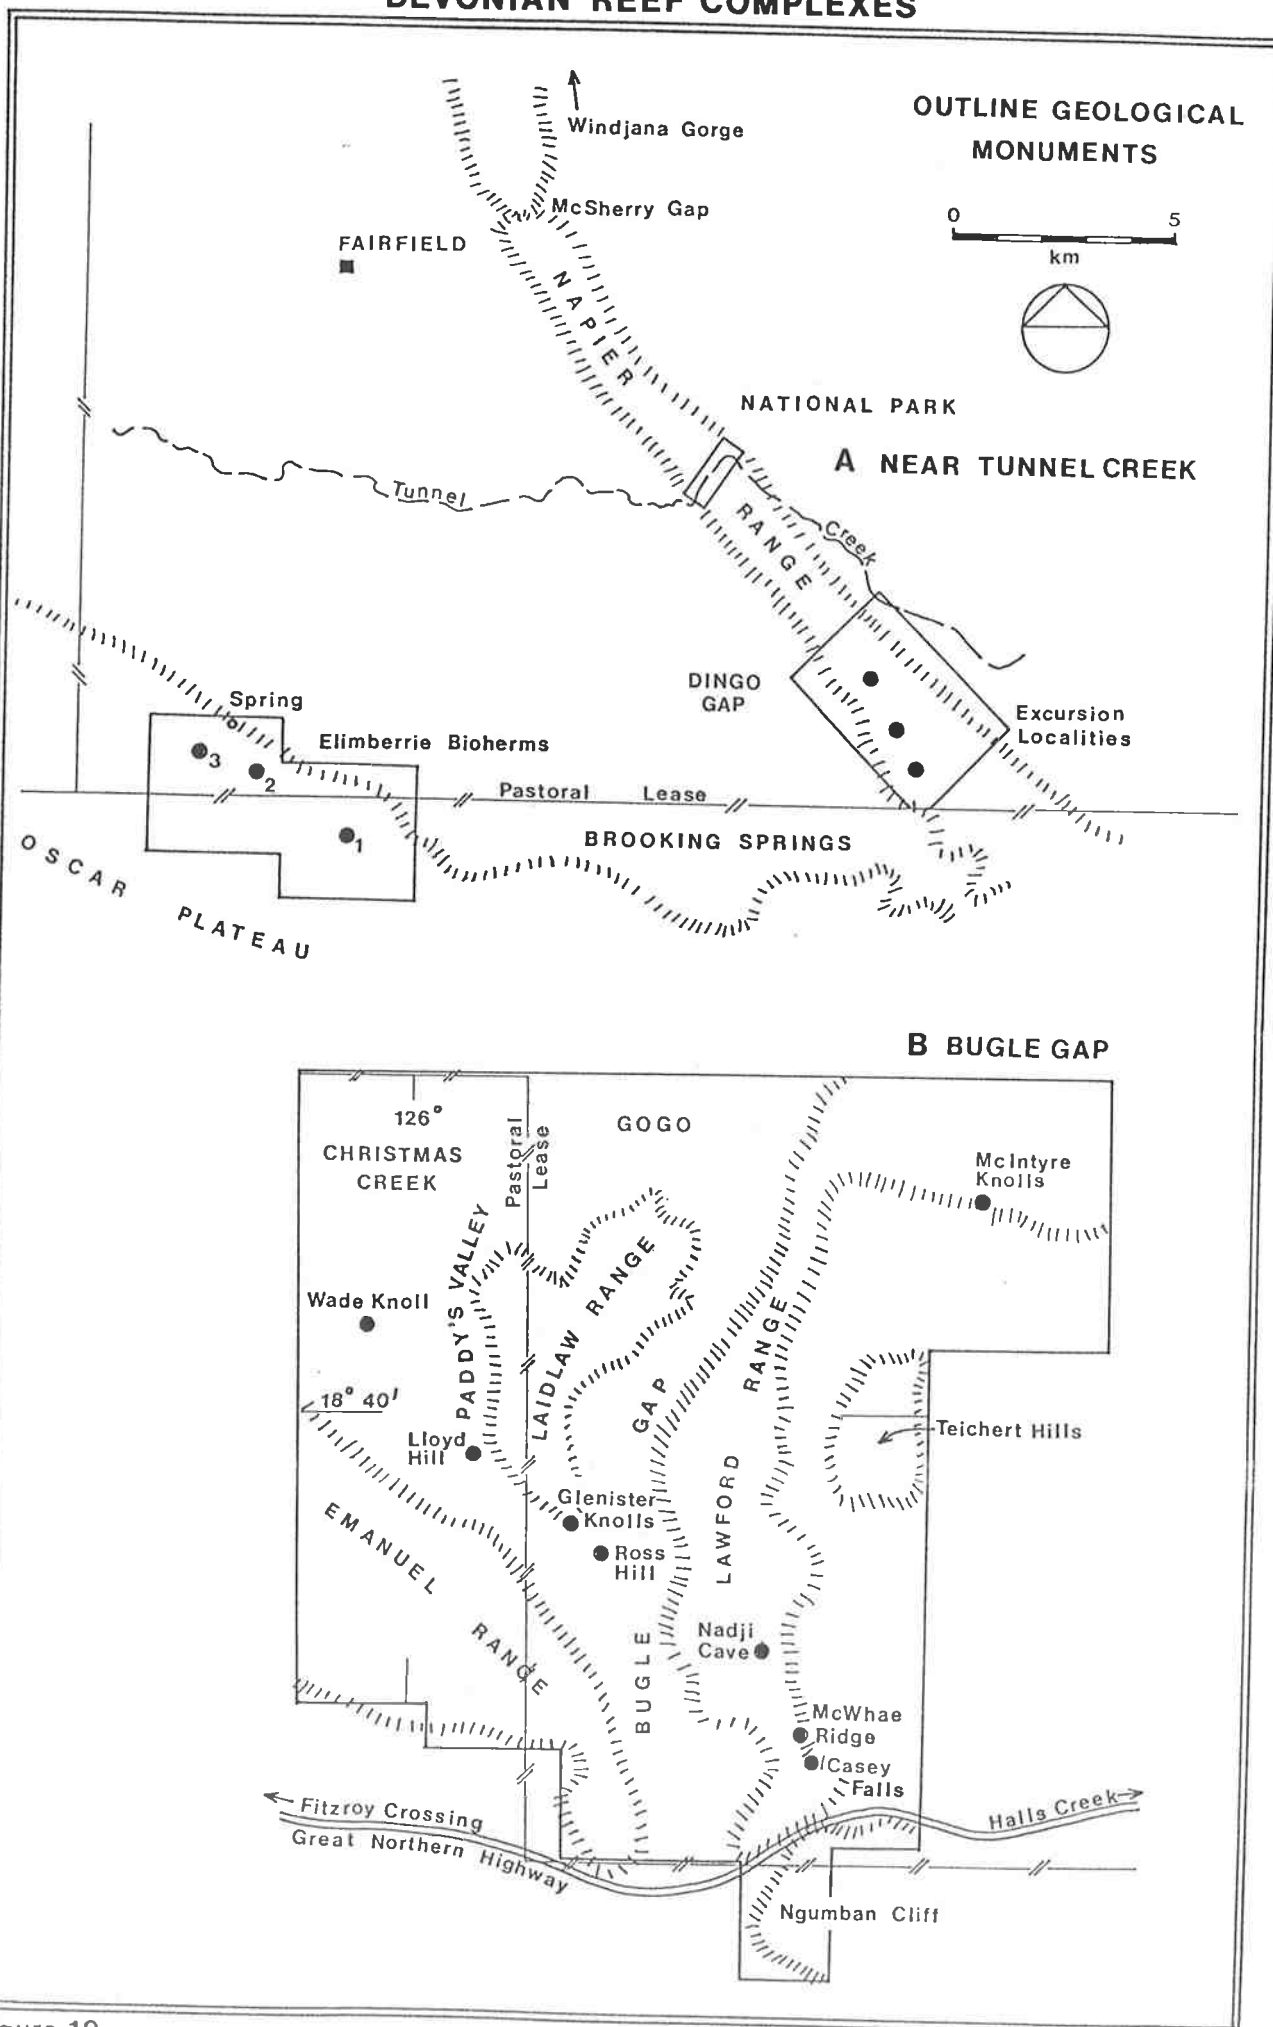 DEVONIAN REEF COMPLEXES
OUTLINE GEOLOGICAL
MONUMENTS
0 5
km
Windjana Gorge
McSherry Gap
FAIRFIELD
NAPIER
RANGE
NATIONAL PARK
A NEAR TUNNEL CREEK
Tunnel
Creek
DINGO
GAP
Excursion
Localities
Spring
Elimberrie Bioherms
3
2
1
Pastoral Lease
BROOKING SPRINGS
OSCAR
PLATEAU
B BUGLE GAP
126°
CHRISTMAS
CREEK
Pastoral
Lease
GOGO
McIntyre
Knolls
PADDY'S VALLEY
LAIDLAW RANGE
Wade Knoll
18° 40'
Lloyd
Hill
BUGLE GAP
LAWFORD RANGE
Teichert Hills
Glenister
Knolls
Ross
Hill
EMANUEL
RANGE
Nadji
Cave
McWhae
Ridge
Casey
Falls
Fitzroy Crossing
Great Northern Highway
Halls Creek
Ngumban Cliff